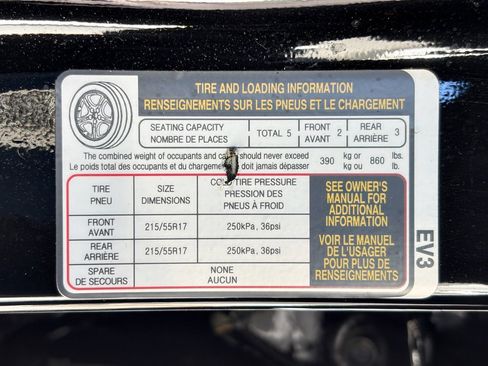 TIRE AND LOADING INFORMATION
RENSEIGNEMENTS SUR LES PNEUS ET LE CHARGEMENT
SEATING CAPACITY
NOMBRE DE PLACES
TOTAL 5
FRONT
AVANT 2
REAR
ARRIÈRE 3
The combined weight of occupants and cargo should never exceed
Le poids total des occupants et du chargement ne doit jamais dépasser
390 kg or
kg ou
860 lbs.
lb.
TIRE
PNEU
SIZE
DIMENSIONS
COLD TIRE PRESSURE
PRESSION DES
PNEUS À FROID
FRONT
AVANT
215/55R17
250kPa, 36psi
REAR
ARRIÈRE
215/55R17
250kPa, 36psi
SPARE
DE SECOURS
NONE
AUCUN
SEE OWNER'S
MANUAL FOR
ADDITIONAL
INFORMATION
VOIR LE MANUEL
DE L'USAGER
POUR PLUS DE
RENSEIGNEMENTS
EV3